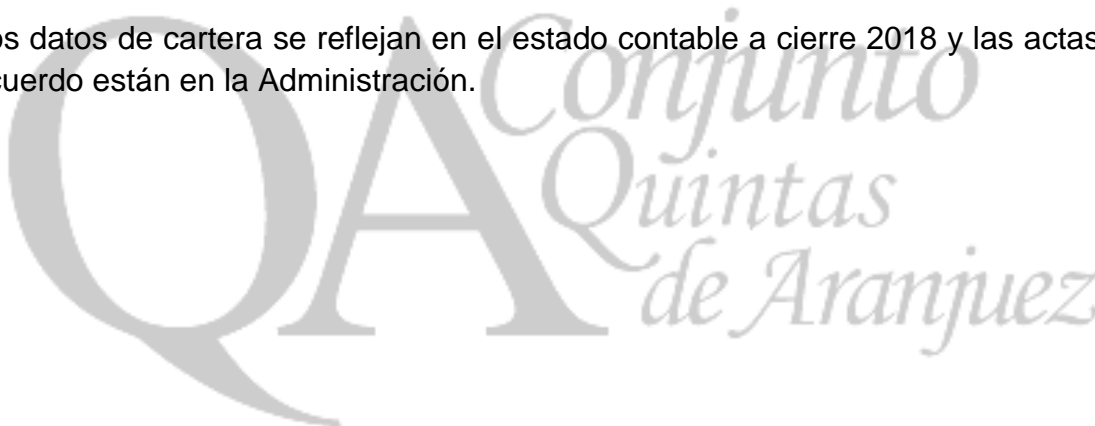 os datos de cartera se reflejan en el estado contable a cierre 2018 y las actas
cuerdo están en la Administración.
QA Conjunto
Quintas
de Aranjuez